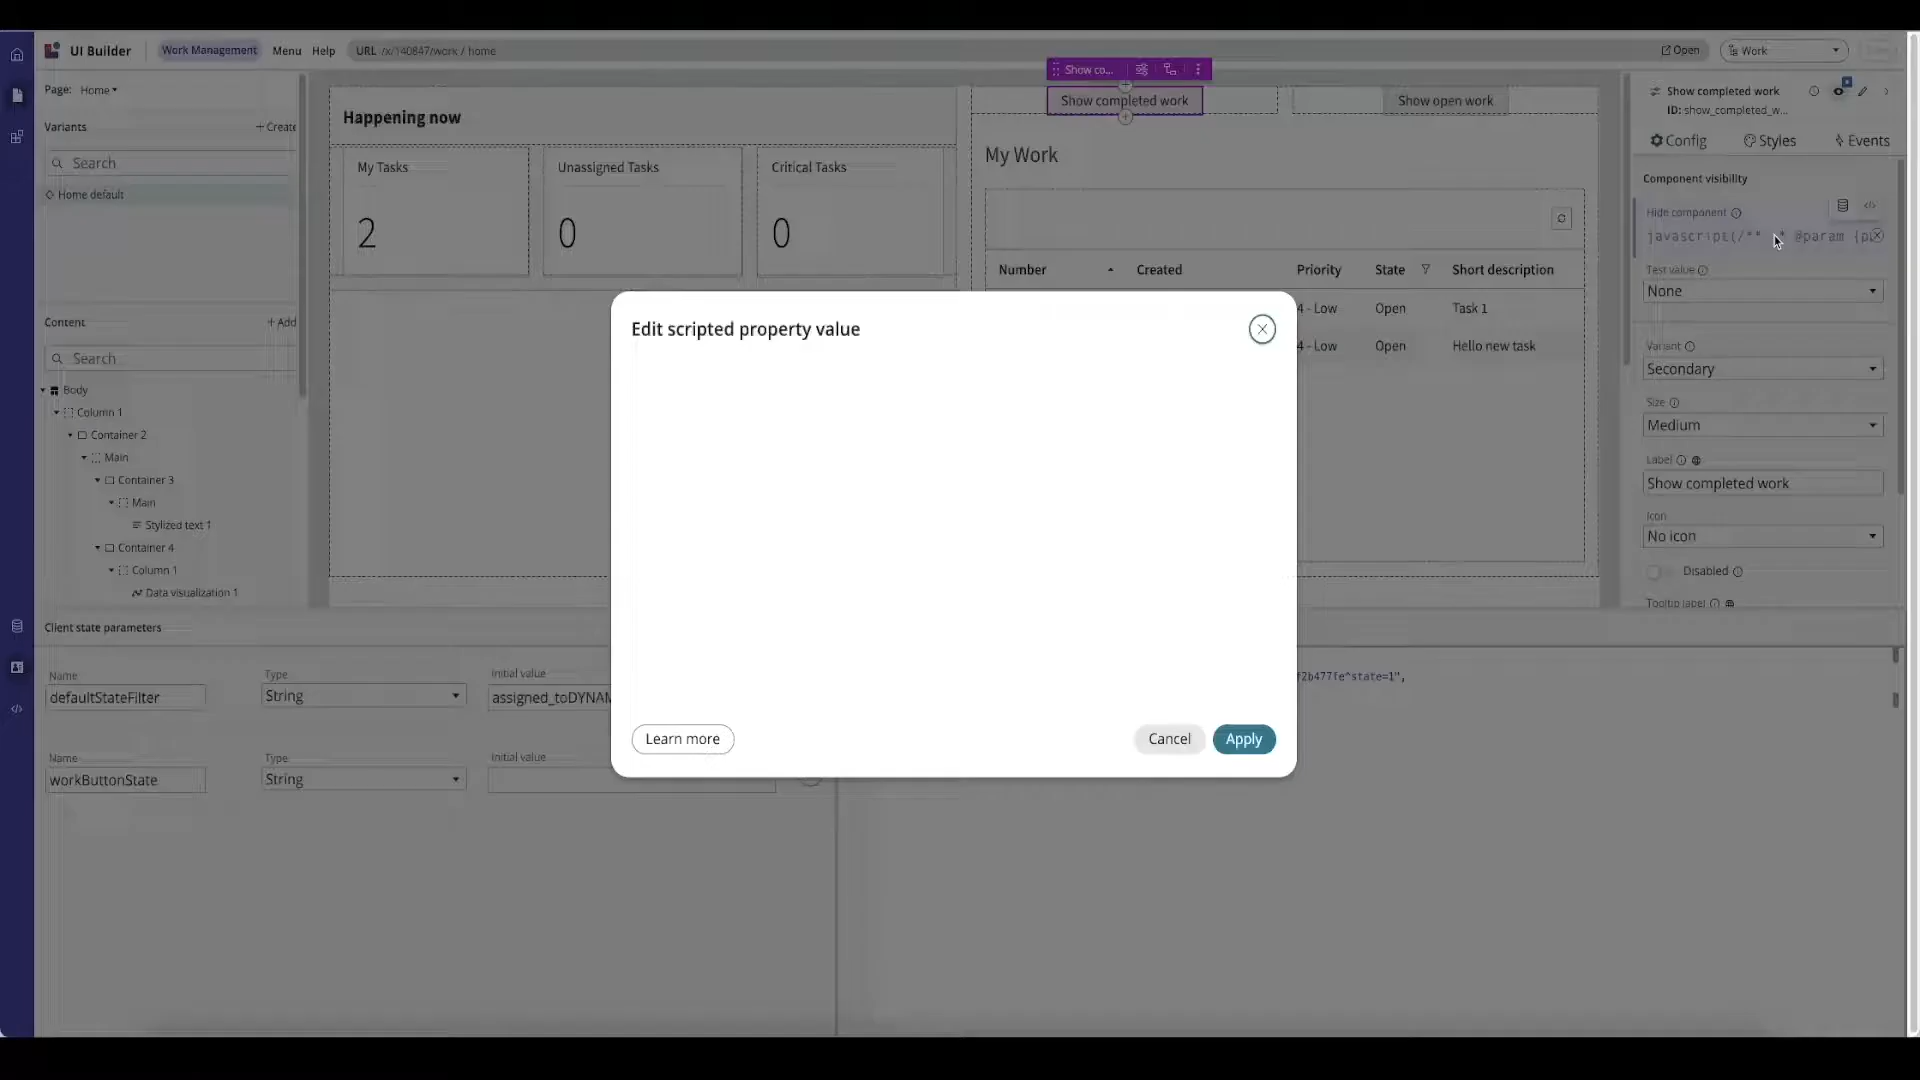 UI Builder
Work Management
Menu
Help
URL /x/140847/work / home
Open
Work
Page: Home
Variants
+ Create
Search
Home default
Content
+ Add
Search
Body
Column 1
Container 2
Main
Container 3
Main
Stylized text 1
Container 4
Column 1
Data visualization 1
Happening now
My Tasks
2
Unassigned Tasks
0
Critical Tasks
0
Show co...
Show completed work
Show open work
My Work
Number
Created
Priority
State
Short description
4 - Low
Open
Task 1
4 - Low
Open
Hello new task
Show completed work
ID: show_completed_w...
Config
Styles
Events
Component visibility
Hide component
javascript(/** * @param {p
Test value
None
Variant
Secondary
Size
Medium
Label
Show completed work
Icon
No icon
Disabled
Tooltip label
Edit scripted property value
Learn more
Cancel
Apply
Client state parameters
Name
Type
Initial value
defaultStateFilter
String
assigned_toDYNAM
f2b477fe^state=1",
Name
Type
Initial value
workButtonState
String